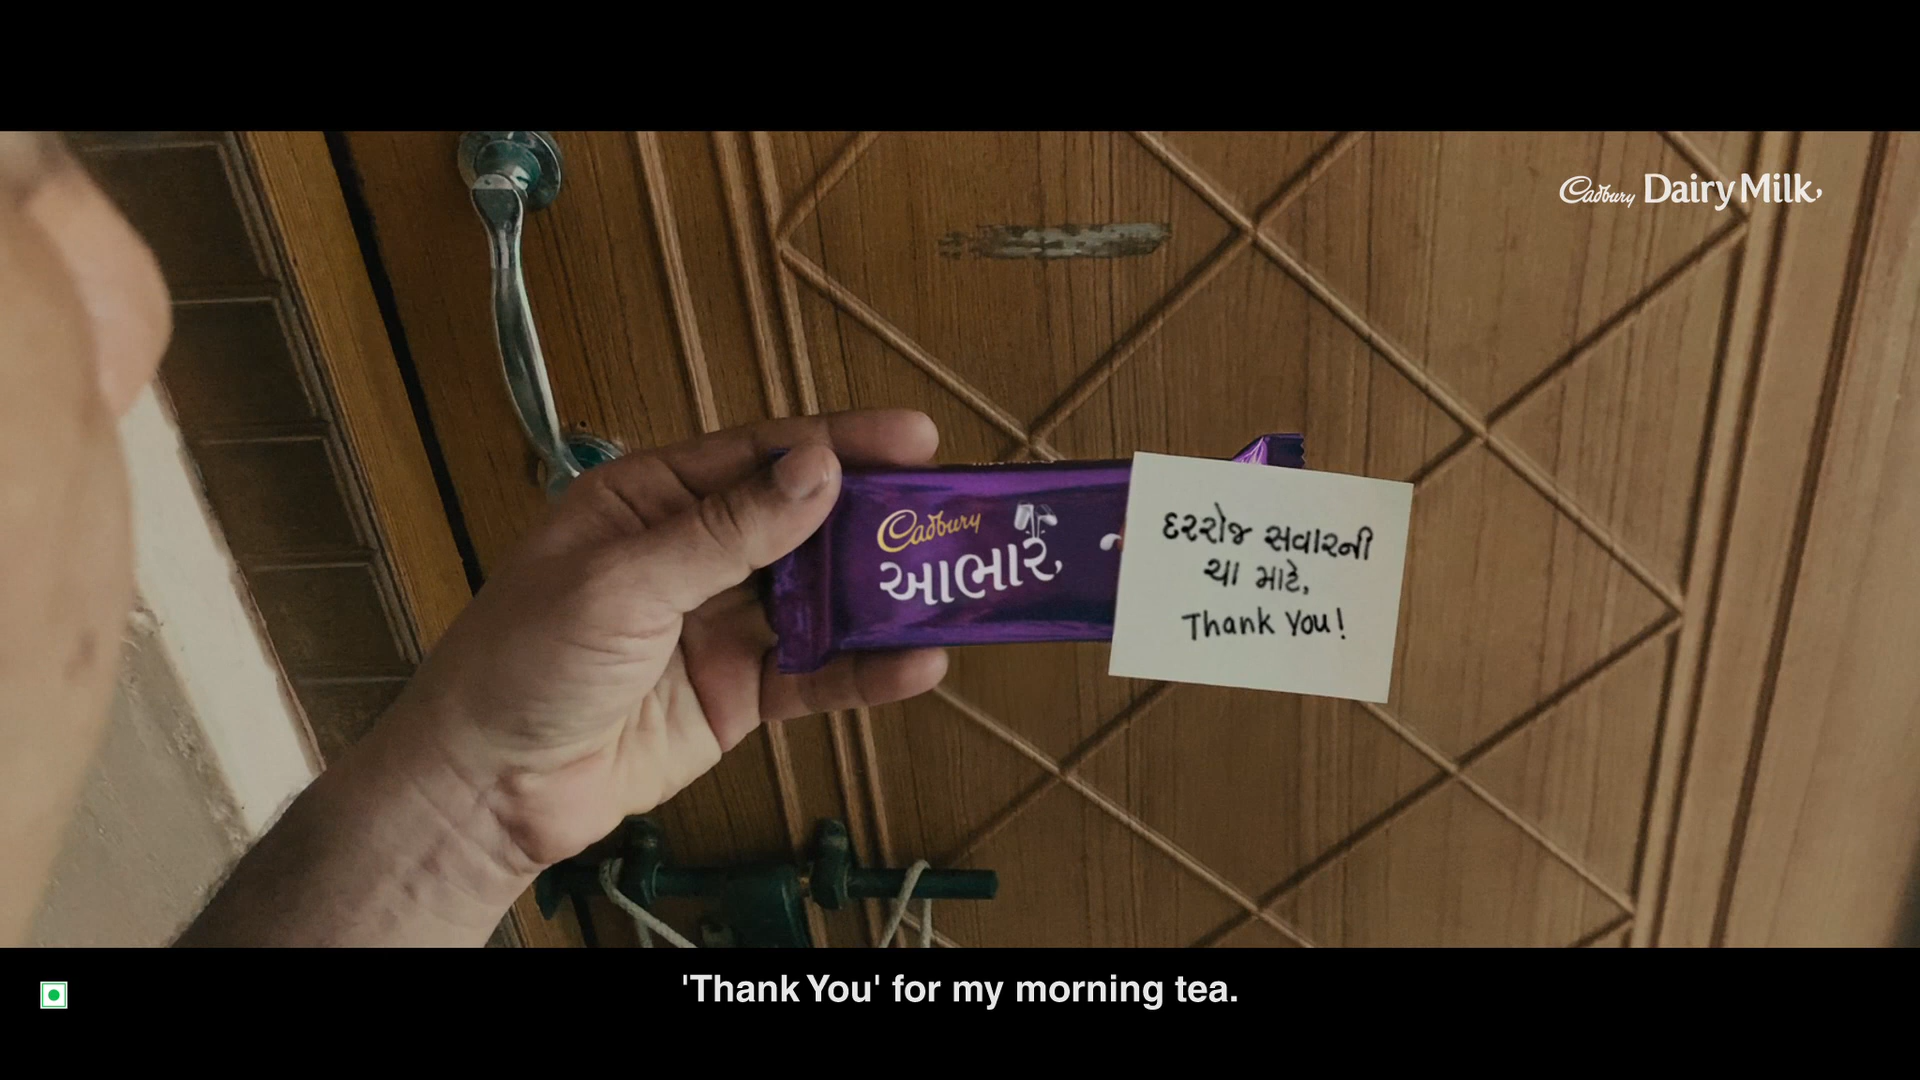 Cadbury Dairy Milk
Cadbury
આભાર
દરરોજ સવારની
ચા માટે,
Thank You!
'Thank You' for my morning tea.